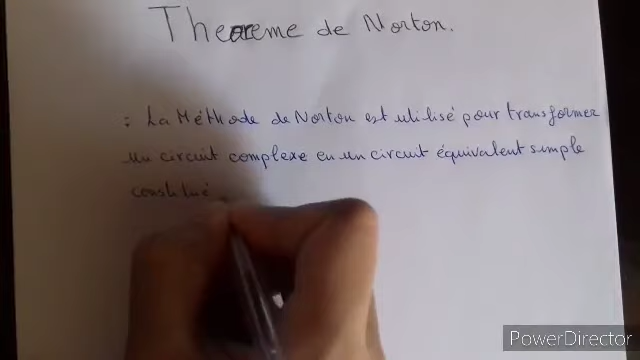 Theoreme de Norton.
: La Méthode de Norton est utilisé pour transformer
un circuit complexe en un circuit équivalent simple
constitué
PowerDirector